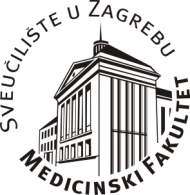 SVEUČILIŠTE U ZAGREBU
MEDICINSKI FAKULTET